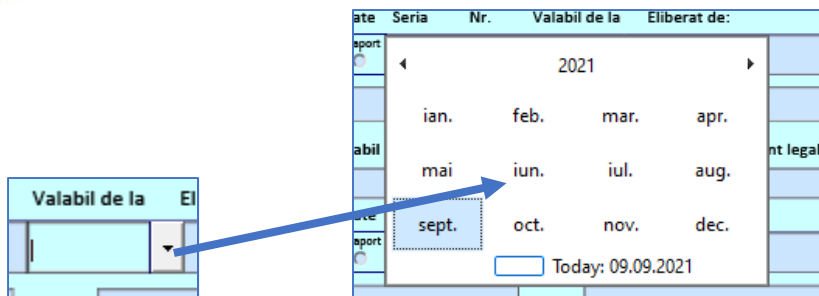 ate Seria Nr. Valabil de la Eliberat de:
aport
2021
ian. feb. mar. apr.
abil
nt legal
mai iun. iul. aug.
Valabil de la El
ate
sept. oct. nov. dec.
aport
Today: 09.09.2021